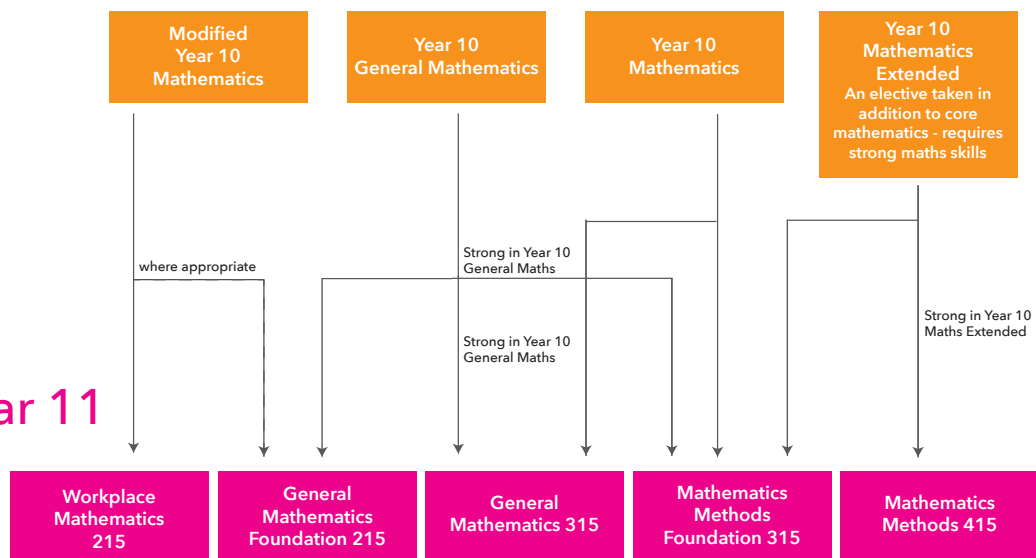 Modified
Year 10
Mathematics
Year 10
General Mathematics
Year 10
Mathematics
Year 10
Mathematics
Extended
An elective taken in
addition to core
mathematics - requires
strong maths skills
where appropriate
Strong in Year 10
General Maths
Strong in Year 10
General Maths
Strong in Year 10
Maths Extended
ar 11
Workplace
Mathematics
215
General
Mathematics
Foundation 215
General
Mathematics 315
Mathematics
Methods
Foundation 315
Mathematics
Methods 415